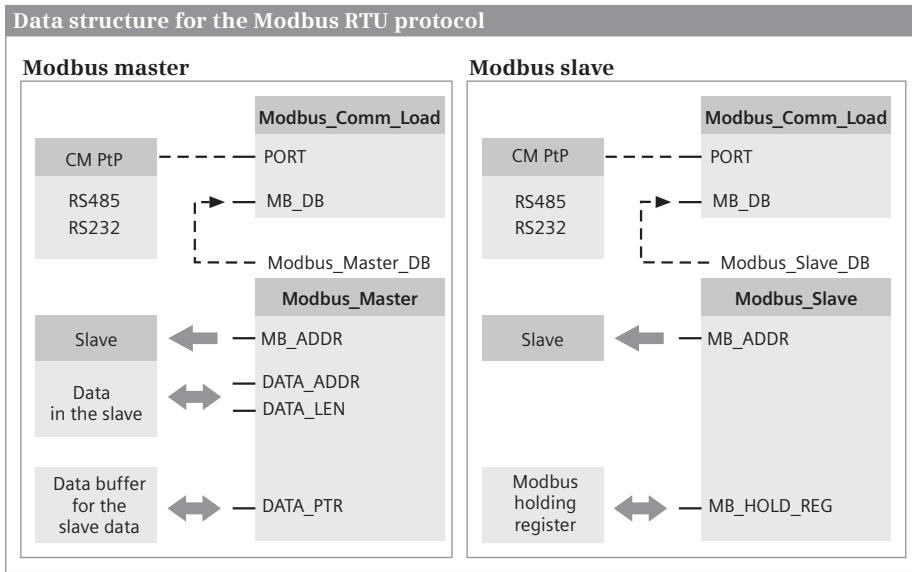 Data structure for the Modbus RTU protocol
Modbus master
Modbus_Comm_Load
CM PtP
PORT
RS485
RS232
MB_DB
Modbus_Master_DB
Modbus_Master
Slave
MB_ADDR
Data
in the slave
DATA_ADDR
DATA_LEN
Data buffer
for the
slave data
DATA_PTR
Modbus slave
Modbus_Comm_Load
CM PtP
PORT
RS485
RS232
MB_DB
Modbus_Slave_DB
Modbus_Slave
Slave
MB_ADDR
Modbus
holding
register
MB_HOLD_REG